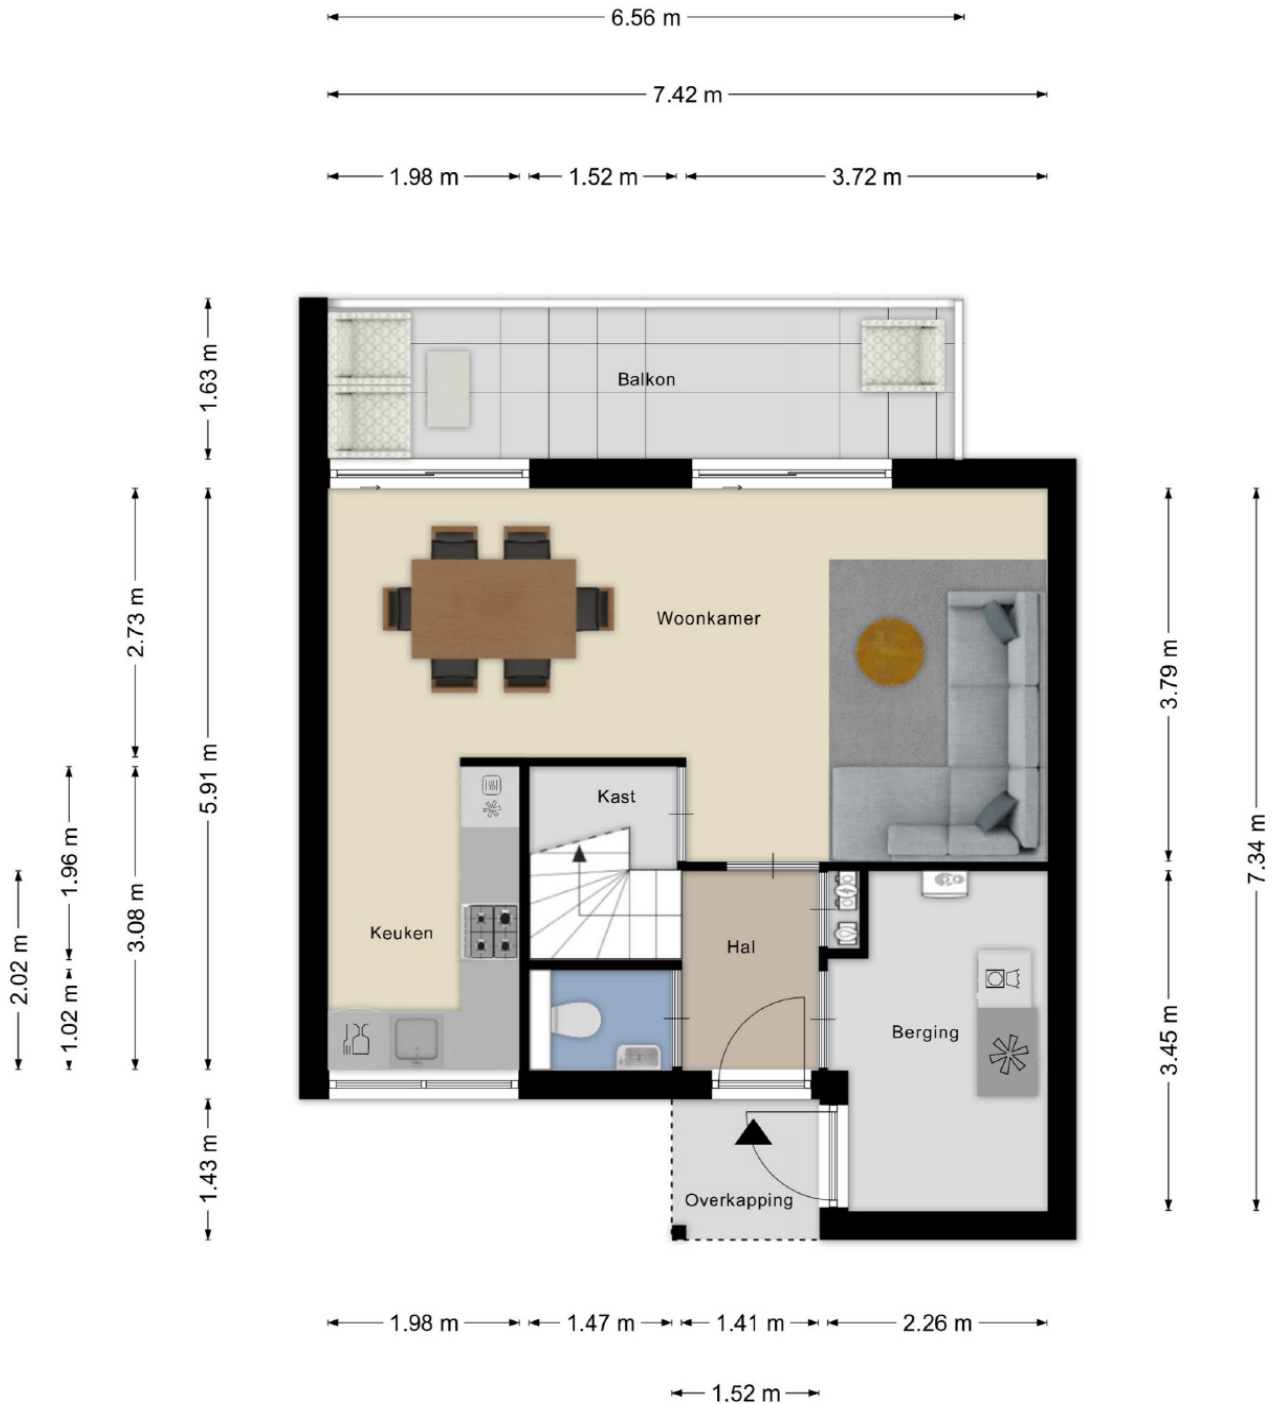 6.56 m
7.42 m
1.98 m
1.52 m
3.72 m
1.63 m
Balkon
2.73 m
5.91 m
Woonkamer
3.79 m
7.34 m
Kast
1.96 m
3.08 m
2.02 m
1.02 m
Keuken
Hal
Berging
3.45 m
1.43 m
Overkapping
1.98 m
1.47 m
1.41 m
2.26 m
1.52 m